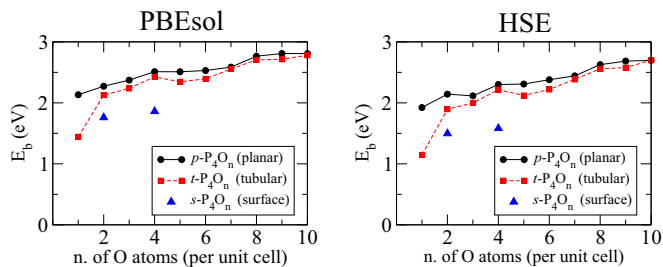 PBEsol
3
2
1
0
E_b (eV)
p-P₄Oₙ (planar)
t-P₄Oₙ (tubular)
s-P₄Oₙ (surface)
2 4 6 8 10
n. of O atoms (per unit cell)
HSE
3
2
1
0
E_b (eV)
p-P₄Oₙ (planar)
t-P₄Oₙ (tubular)
s-P₄Oₙ (surface)
2 4 6 8 10
n. of O atoms (per unit cell)